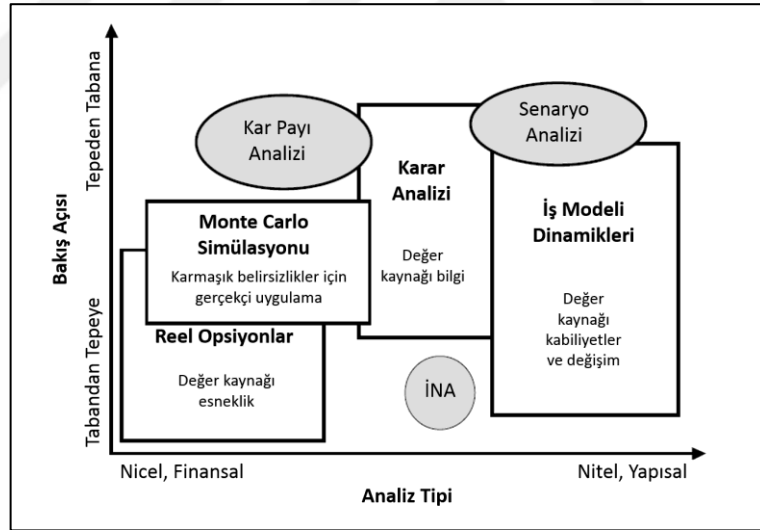 Bakış Açısı
Tepeden Tabana
Tabandan Tepeye
Kar Payı
Analizi
Senaryo
Analizi
Karar
Analizi
Değer
kaynağı bilgi
İş Modeli
Dinamikleri
Değer
kaynağı
kabiliyetler
ve değişim
Monte Carlo
Simülasyonu
Karmaşık belirsizlikler için
gerçekçi uygulama
Reel Opsiyonlar
Değer kaynağı
esneklik
İNA
Nicel, Finansal
Nitel, Yapısal
Analiz Tipi